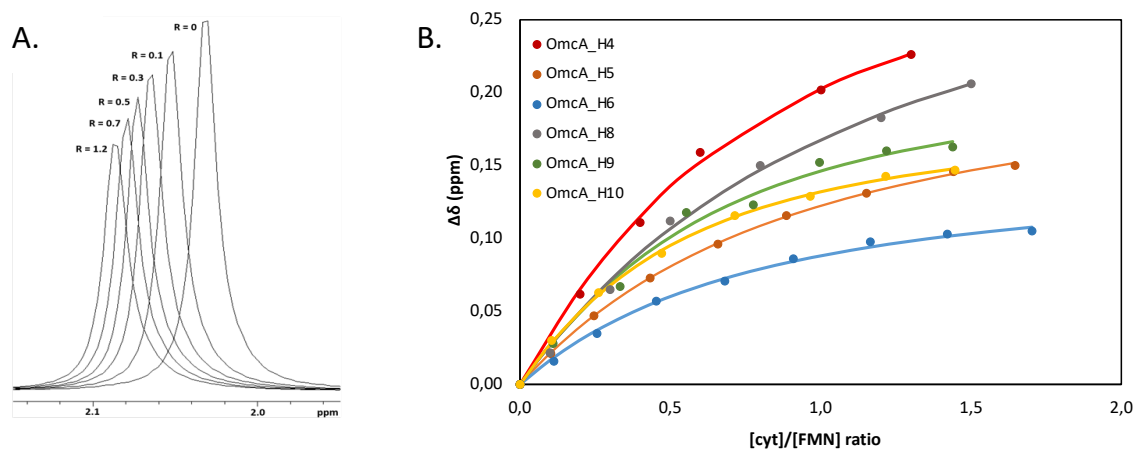 A.
R = 0
R = 0.1
R = 0.3
R = 0.5
R = 0.7
R = 1.2
2.1
2.0
ppm
B.
0,25
0,20
0,15
0,10
0,05
0,00
Δδ (ppm)
OmcA_H4
OmcA_H5
OmcA_H6
OmcA_H8
OmcA_H9
OmcA_H10
0,0
0,5
1,0
1,5
2,0
[cyt]/[FMN] ratio